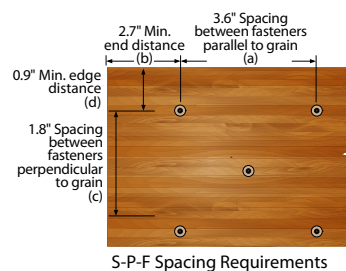 3.6" Spacing
between fasteners
parallel to grain
(a)
2.7" Min.
end distance
(b)
0.9" Min. edge
distance
(d)
1.8" Spacing
between
fasteners
perpendicular
to grain
(c)
S-P-F Spacing Requirements